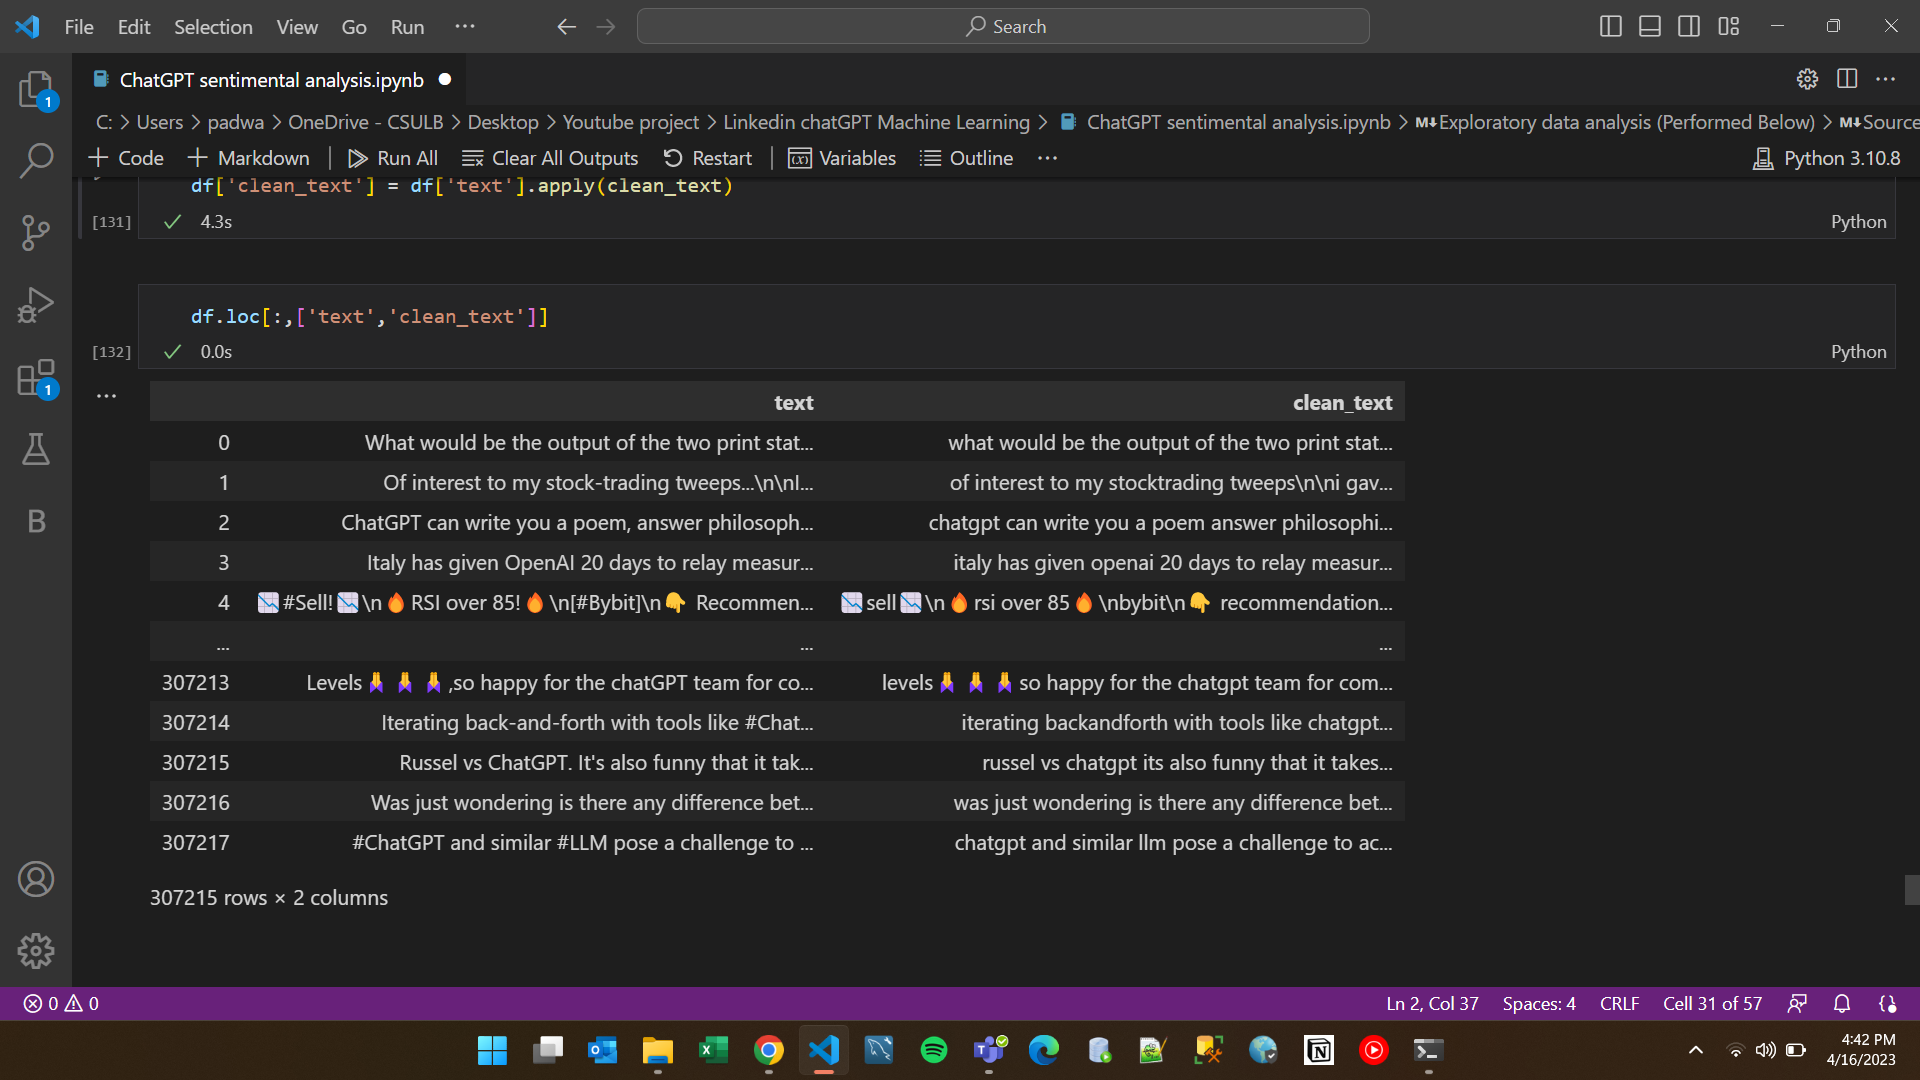 File Edit Selection View Go Run ··· Search
ChatGPT sentimental analysis.ipynb
C: > Users > padwa > OneDrive - CSULB > Desktop > Youtube project > Linkedin chatGPT Machine Learning > ChatGPT sentimental analysis.ipynb > M↓Exploratory data analysis (Performed Below) > M↓Source
+ Code + Markdown Run All Clear All Outputs Restart Variables Outline ··· Python 3.10.8
df['clean_text'] = df['text'].apply(clean_text)
[131] 4.3s Python
df.loc[:,['text','clean_text']]
[132] 0.0s Python
text clean_text
0 What would be the output of the two print stat... what would be the output of the two print stat...
1 Of interest to my stock-trading tweeps...\n\nI... of interest to my stocktrading tweeps\n\ni gav...
2 ChatGPT can write you a poem, answer philosoph... chatgpt can write you a poem answer philosophi...
3 Italy has given OpenAI 20 days to relay measur... italy has given openai 20 days to relay measur...
4 📉#Sell!📉\n🔥RSI over 85!🔥\n[#Bybit]\n👇 Recommen... 📉sell📉\n🔥rsi over 85🔥\nbybit\n👇 recommendation...
... ... ...
307213 Levels🙏🙏🙏,so happy for the chatGPT team for co... levels🙏🙏🙏so happy for the chatgpt team for com...
307214 Iterating back-and-forth with tools like #Chat... iterating backandforth with tools like chatgpt...
307215 Russel vs ChatGPT. It's also funny that it tak... russel vs chatgpt its also funny that it takes...
307216 Was just wondering is there any difference bet... was just wondering is there any difference bet...
307217 #ChatGPT and similar #LLM pose a challenge to ... chatgpt and similar llm pose a challenge to ac...
307215 rows × 2 columns
0 0 Ln 2, Col 37 Spaces: 4 CRLF Cell 31 of 57
4:42 PM
4/16/2023